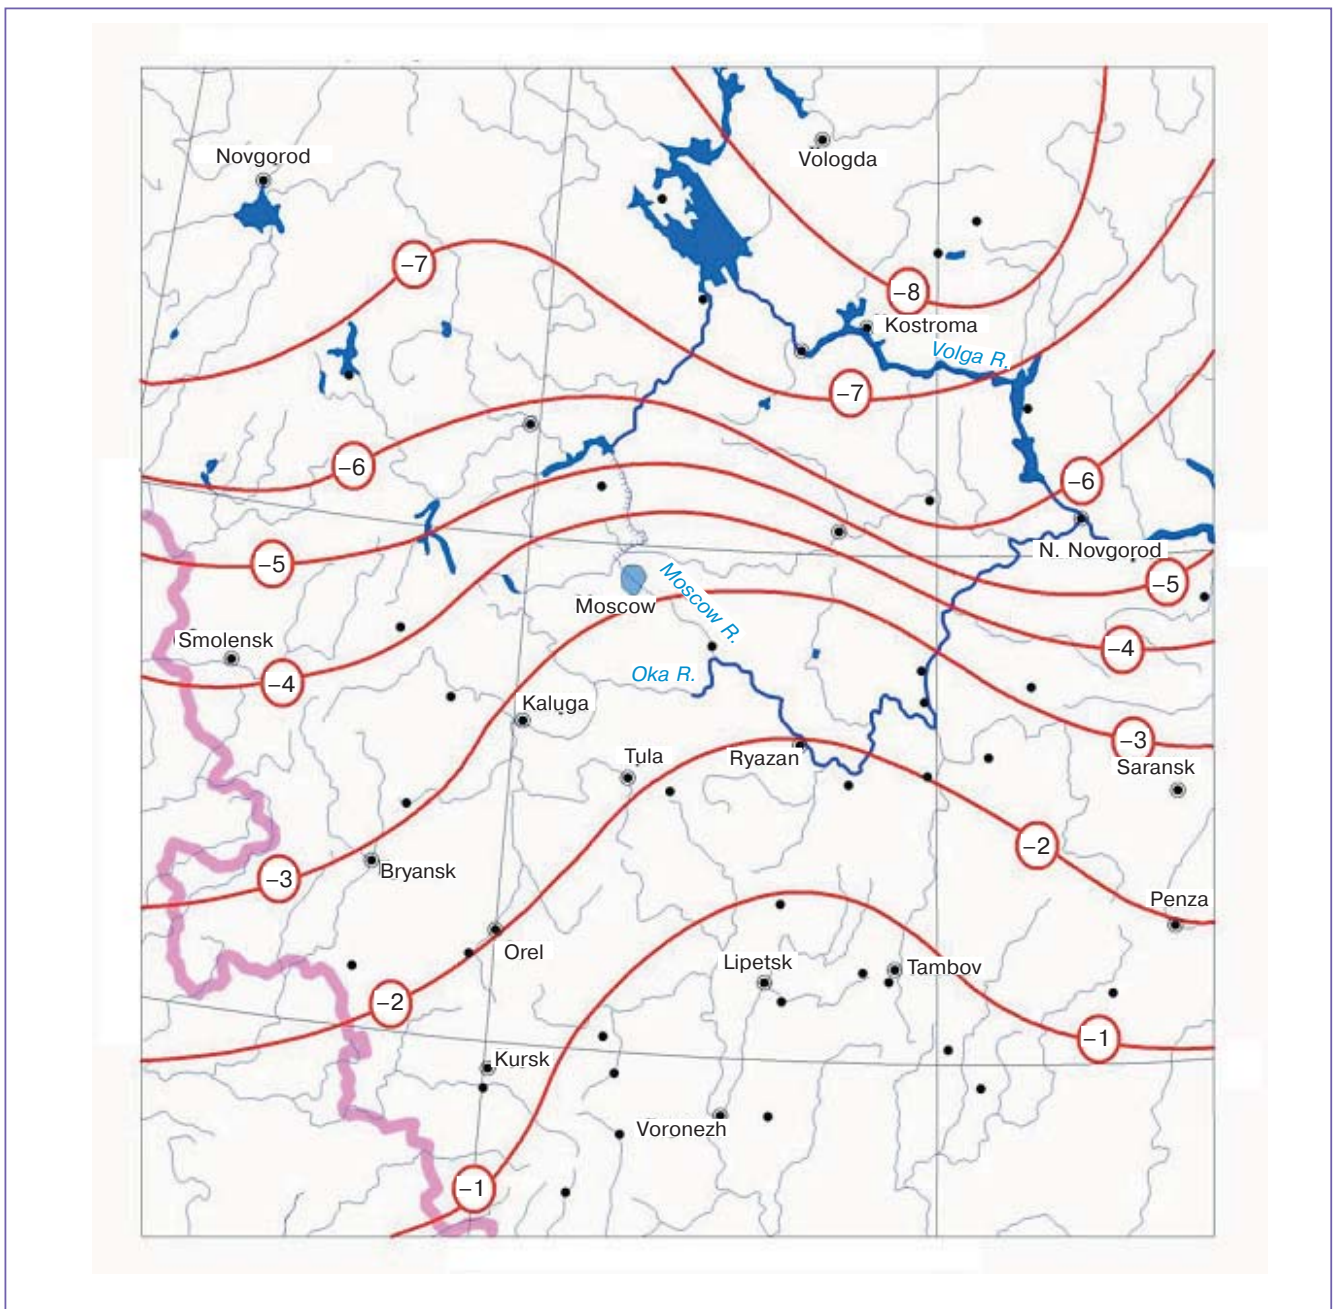 Novgorod
Vologda
–7
–8
Kostroma
Volga R.
–7
–6
–6
–5
N. Novgorod
–5
Moscow
Moscow R.
Smolensk
–4
–4
Oka R.
Kaluga
–3
Tula
Ryazan
Saransk
–2
–3
Bryansk
Penza
Orel
Lipetsk
Tambov
–2
–1
Kursk
Voronezh
–1